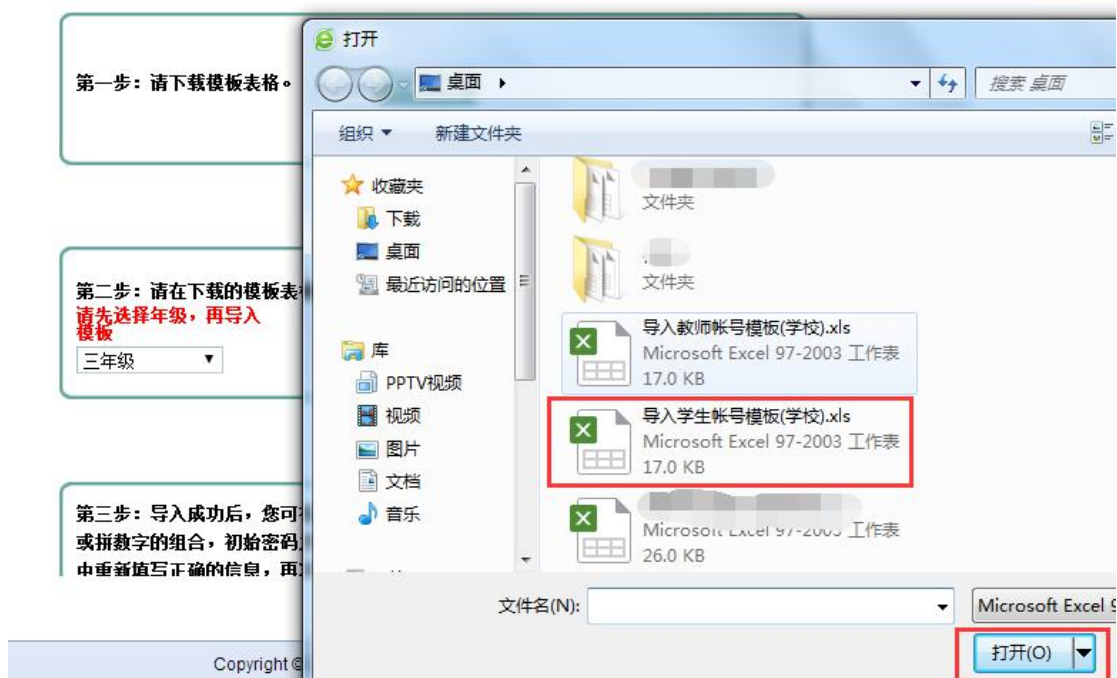 第一步：请下载模板表格。
第二步：请在下载的模板表
请先选择年级，再导入
模板
三年级
第三步：导入成功后，您可
或拼数字的组合，初始密码
中重新填写正确的信息，再
Copyright ©
打开
桌面
搜索 桌面
组织
新建文件夹
收藏夹
下载
桌面
最近访问的位置
库
PPTV视频
视频
图片
文档
音乐
文件夹
文件夹
导入教师帐号模板(学校).xls
Microsoft Excel 97-2003 工作表
17.0 KB
导入学生帐号模板(学校).xls
Microsoft Excel 97-2003 工作表
17.0 KB
Microsoft Excel 97-2003 工作表
26.0 KB
文件名(N):
Microsoft Excel 9
打开(O)